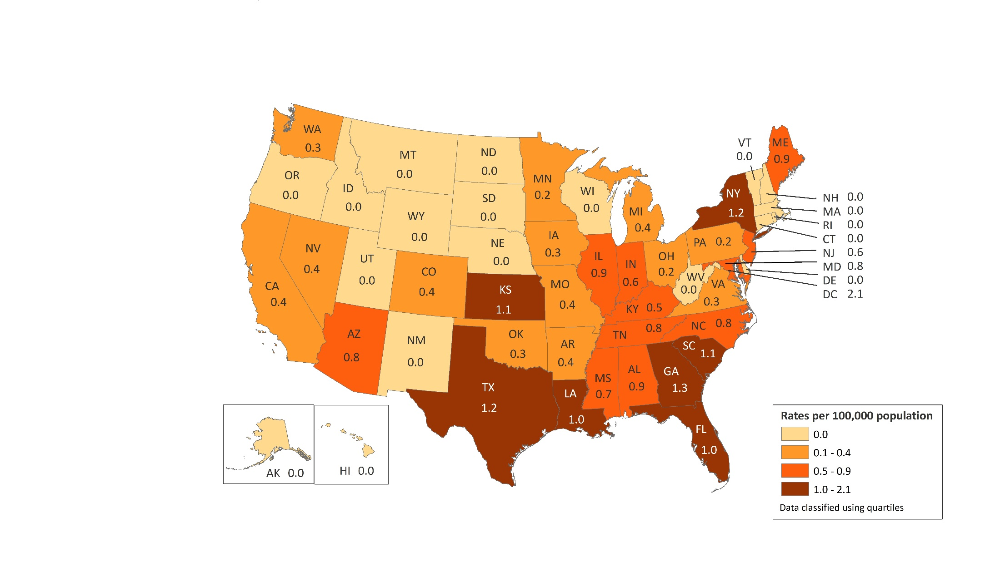 WA
0.3
MT
0.0
ND
0.0
OR
0.0
ID
0.0
WY
0.0
SD
0.0
MN
0.2
WI
0.0
MI
0.4
VT
0.0
ME
0.9
NY
1.2
NH 0.0
MA 0.0
RI 0.0
CT 0.0
NJ 0.6
MD 0.8
DE 0.0
DC 2.1
NV
0.4
CA
0.4
UT
0.0
CO
0.4
NE
0.0
IA
0.3
KS
1.1
MO
0.4
IL
0.9
IN
0.6
OH
0.2
PA 0.2
WV
0.0
VA
0.3
KY 0.5
TN 0.8
NC 0.8
AZ
0.8
NM
0.0
OK
0.3
AR
0.4
SC
1.1
TX
1.2
LA
1.0
MS
0.7
AL
0.9
GA
1.3
FL
1.0
AK 0.0
HI 0.0
Rates per 100,000 population
0.0
0.1 - 0.4
0.5 - 0.9
1.0 - 2.1
Data classified using quartiles